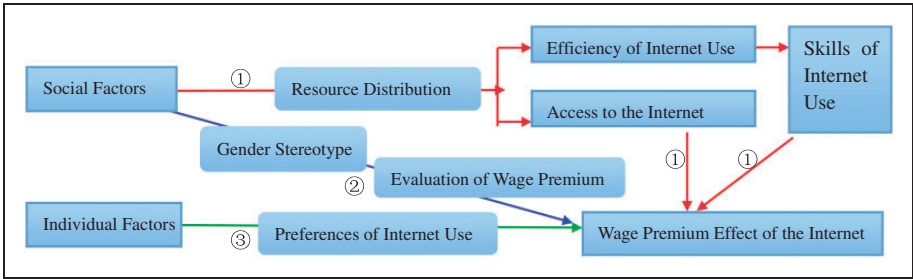 Efficiency of Internet Use
Skills of
Internet
Use
①
Social Factors
Resource Distribution
Access to the Internet
Gender Stereotype
①
①
②
Evaluation of Wage Premium
Individual Factors
③
Preferences of Internet Use
Wage Premium Effect of the Internet